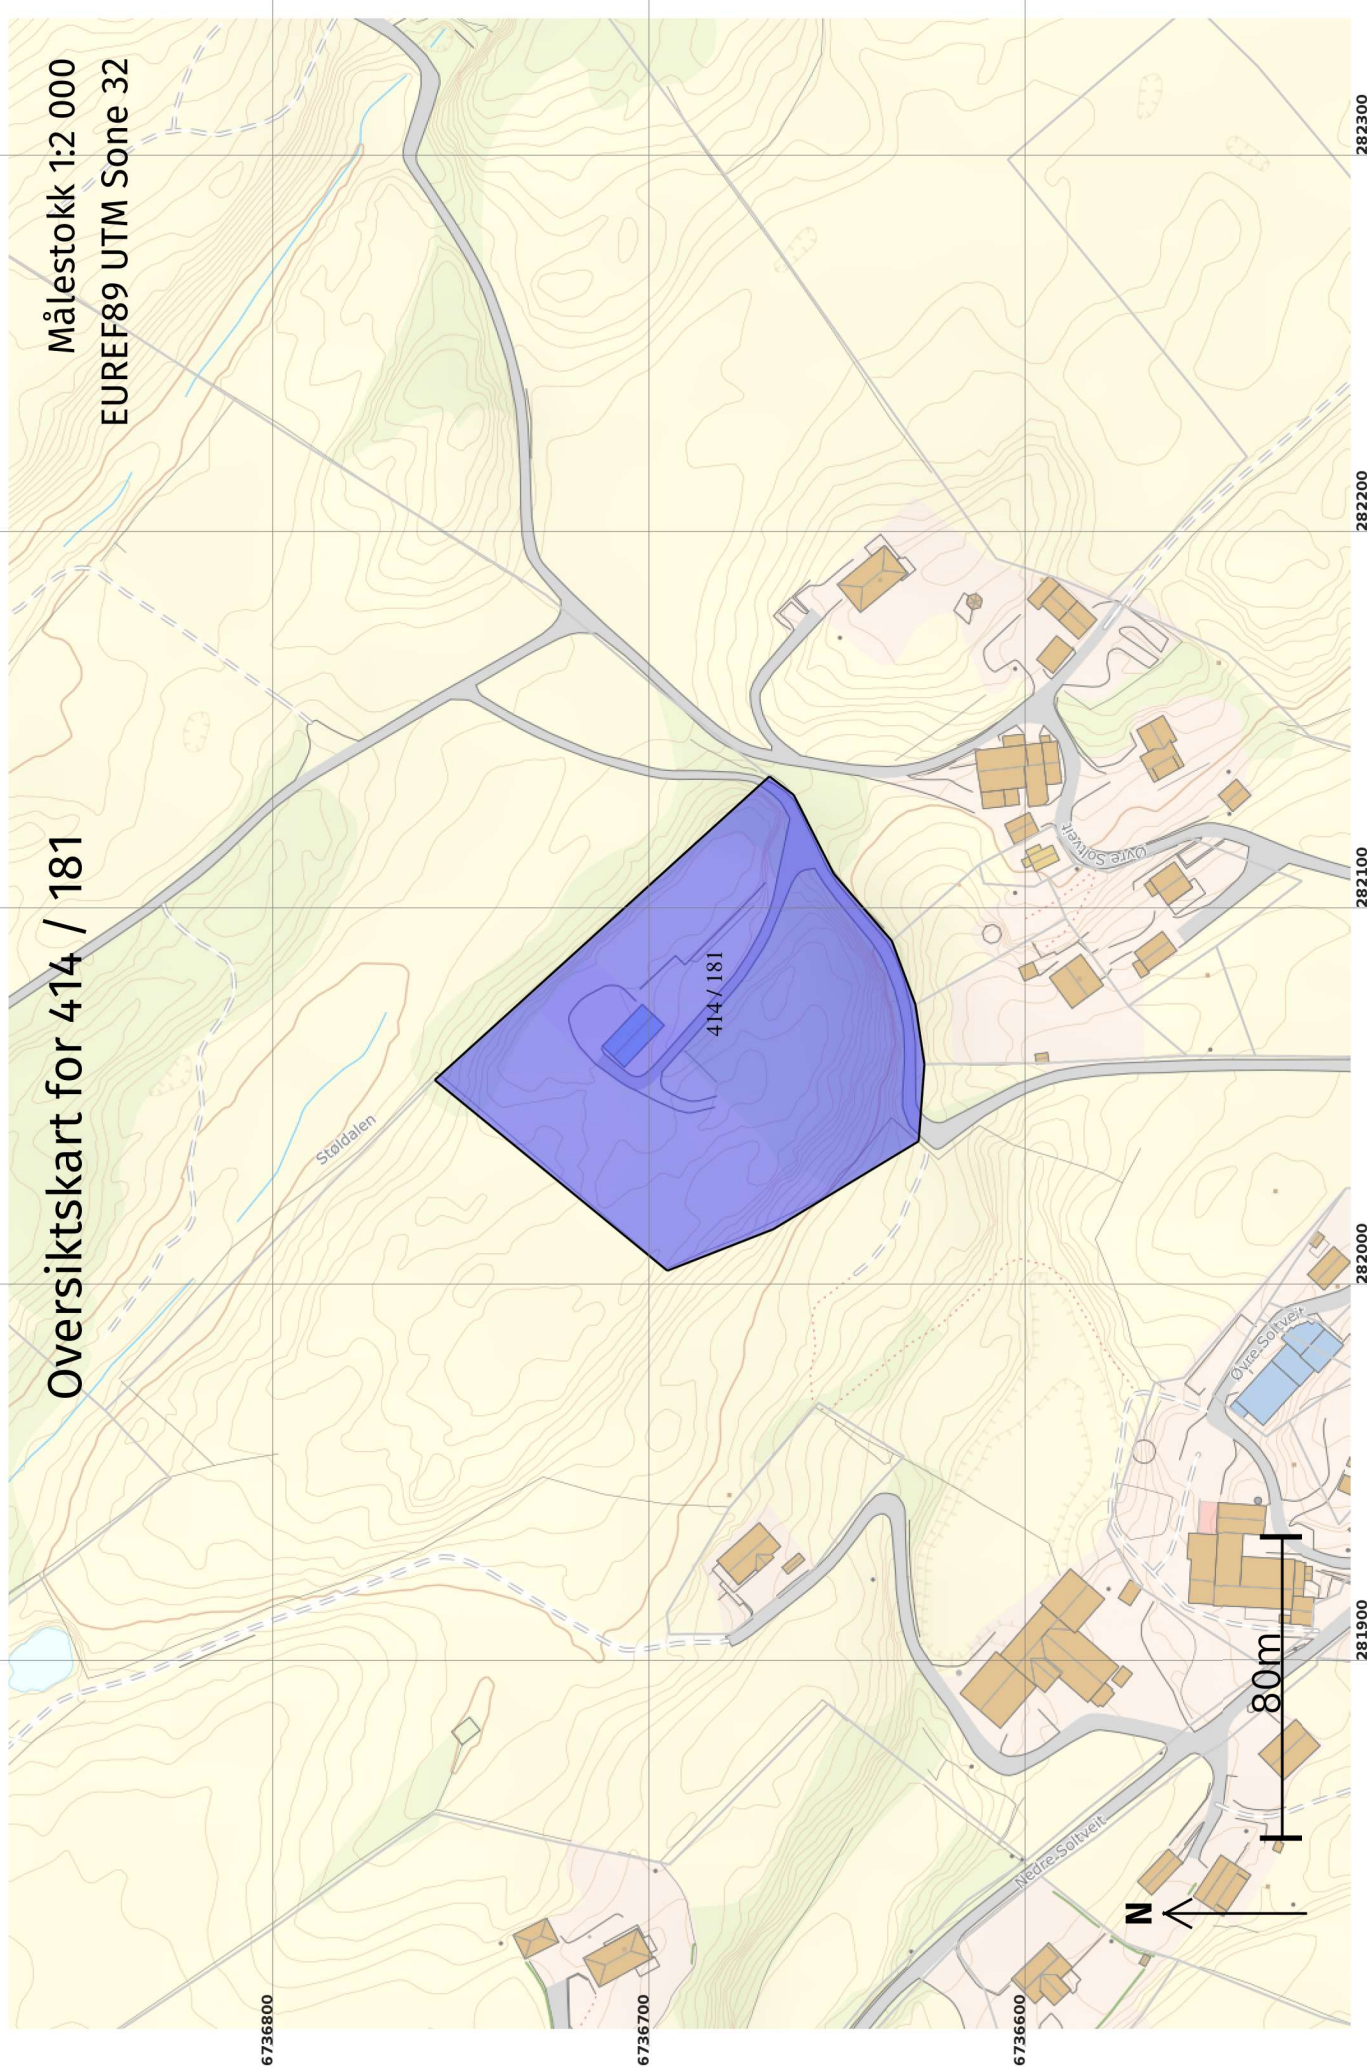 Oversiktskart for 414 / 181
Målestokk 1:2 000
EUREF89 UTM Sone 32
Støldalen
414 / 181
Øvre Soltveit
Øvre Soltveit
Nedre Soltveit
80m
N
6736800
6736700
6736600
281900
282000
282100
282200
282300